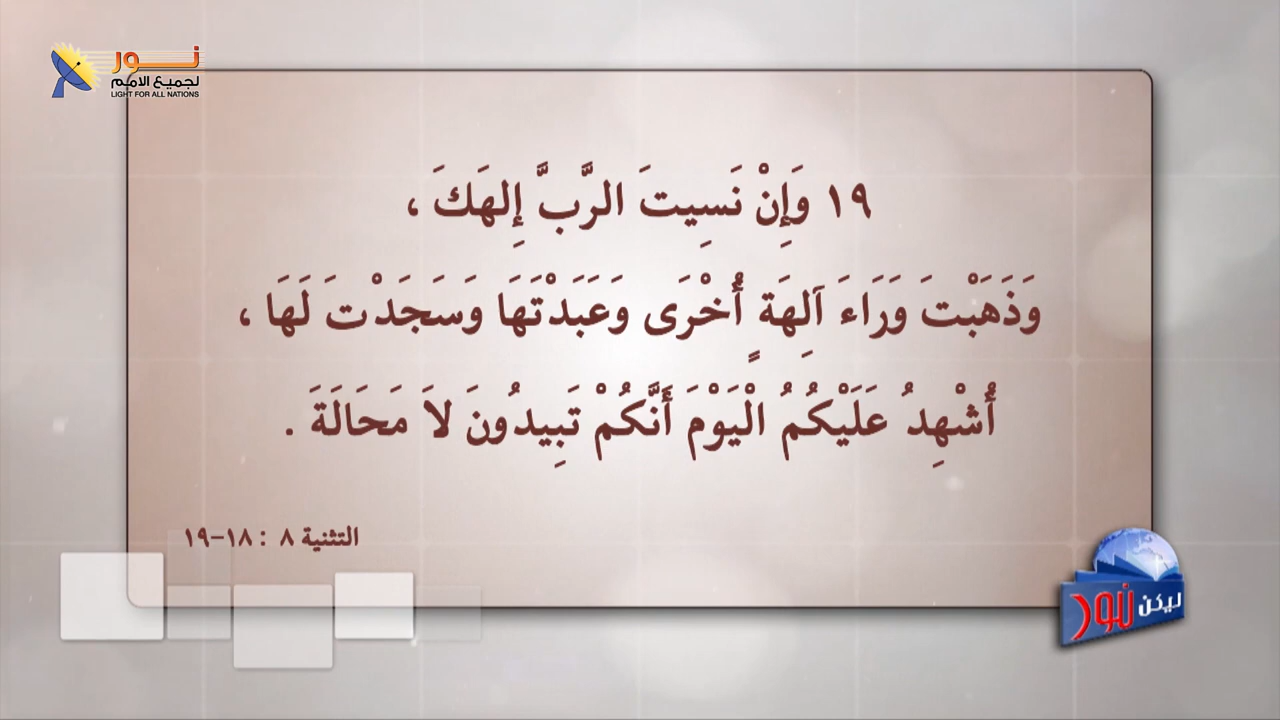 نور
لجميع الامم
LIGHT FOR ALL NATIONS
١٩ وَإِنْ نَسِيتَ الرَّبَّ إِلهَكَ ،
وَذَهَبْتَ وَرَاءَ آلِهَةٍ أُخْرَى وَعَبَدْتَهَا وَسَجَدْتَ لَهَا ،
أُشْهِدُ عَلَيْكُمُ الْيَوْمَ أَنَّكُمْ تَبِيدُونَ لاَ مَحَالَةَ .
التثنية ٨ : ١٨-١٩
ليكن نور